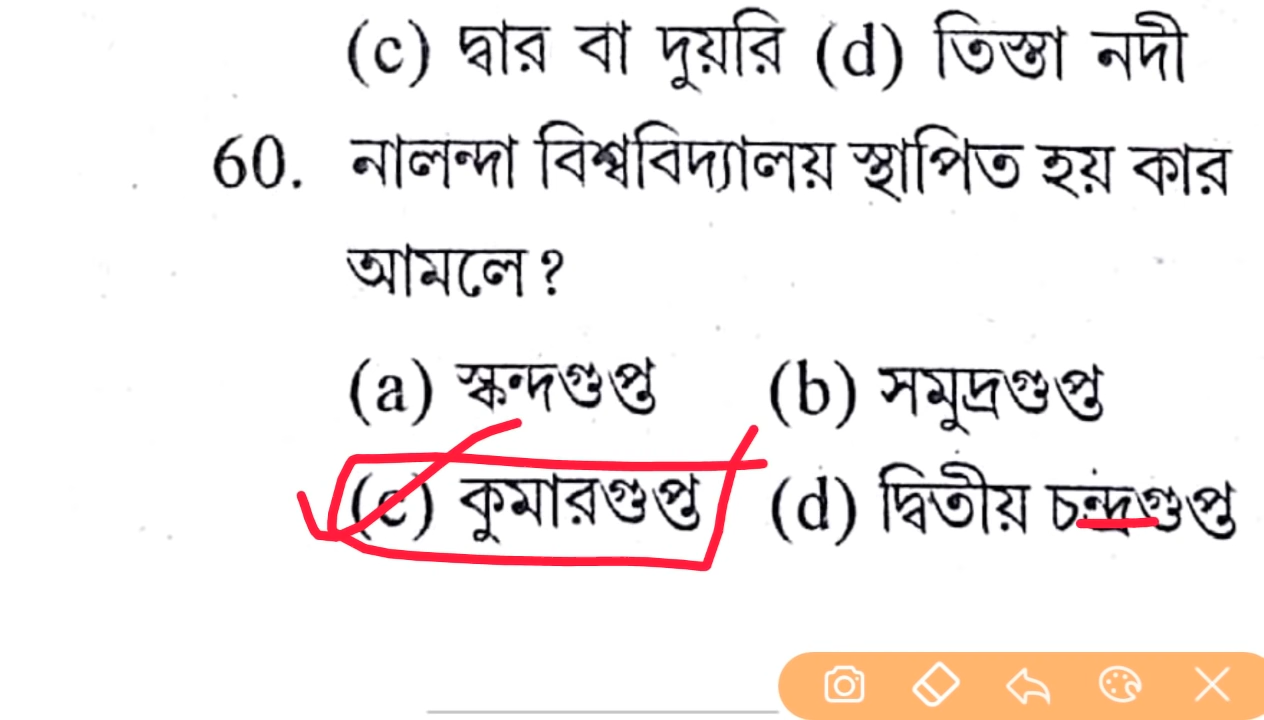 (c) দ্বার বা দুয়রি (d) তিস্তা নদী
60. নালন্দা বিশ্ববিদ্যালয় স্থাপিত হয় কার
আমলে?
(a) স্কন্দগুপ্ত (b) সমুদ্রগুপ্ত
(c) কুমারগুপ্ত (d) দ্বিতীয় চন্দ্রগুপ্ত